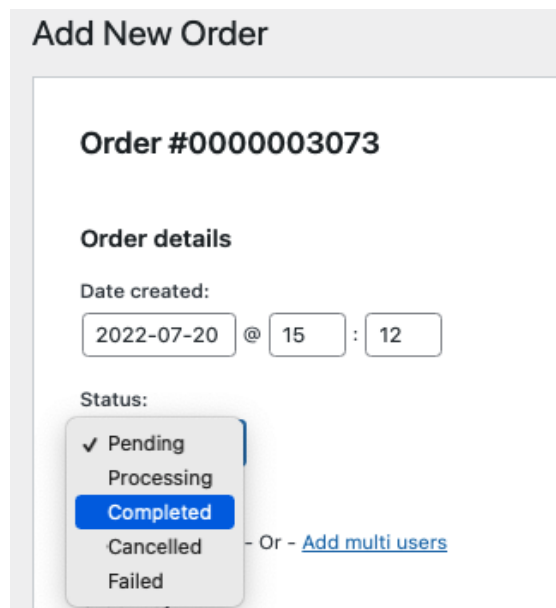 Add New Order
Order #0000003073
Order details
Date created:
2022-07-20 @ 15 : 12
Status:
✓ Pending
Processing
Completed
Cancelled - Or - Add multi users
Failed